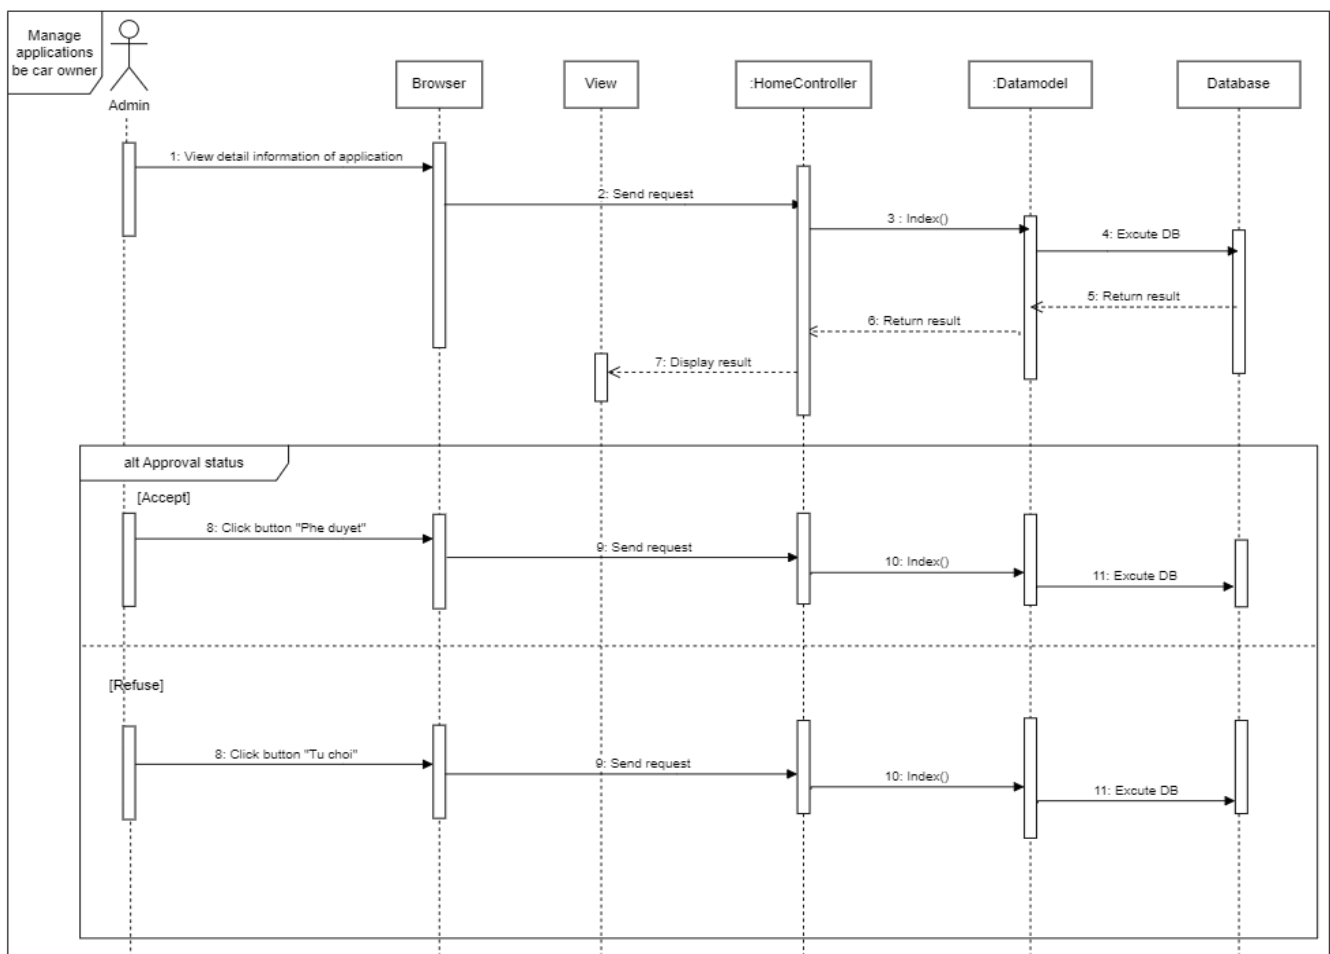 Manage
applications
be car owner
Admin
Browser
View
:HomeController
:Datamodel
Database
1: View detail information of application
2: Send request
3 : Index()
4: Excute DB
5: Return result
6: Return result
7: Display result
alt Approval status
[Accept]
8: Click button "Phe duyet"
9: Send request
10: Index()
11: Excute DB
[Refuse]
8: Click button "Tu choi"
9: Send request
10: Index()
11: Excute DB